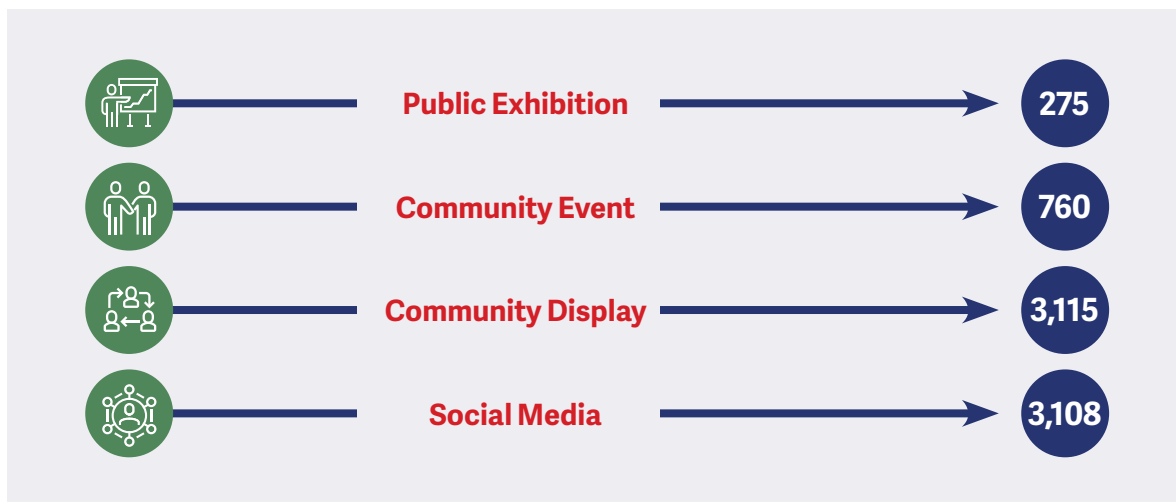 Public Exhibition 275
Community Event 760
Community Display 3,115
Social Media 3,108